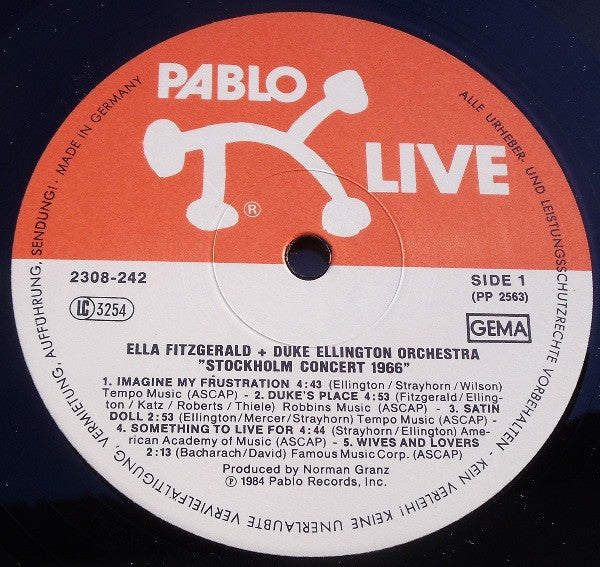 PABLO
LIVE
®
2308-242
LC 3254
SIDE 1
(PP 2563)
GEMA
ELLA FITZGERALD + DUKE ELLINGTON ORCHESTRA
"STOCKHOLM CONCERT 1966"
1. IMAGINE MY FRUSTRATION 4:43 (Ellington/Strayhorn/Wilson)
Tempo Music (ASCAP) - 2. DUKE'S PLACE 4:53 (Fitzgerald/Elling-
ton/Katz/Roberts/Thiele) Robbins Music (ASCAP) - 3. SATIN
DOLL 2:53 (Ellington/Mercer/Strayhorn) Tempo Music (ASCAP)
4. SOMETHING TO LIVE FOR 4:44 (Strayhorn/Ellington) Ame-
rican Academy of Music (ASCAP) - 5. WIVES AND LOVERS
2:13 (Bacharach/David) Famous Music Corp. (ASCAP)
Produced by Norman Granz
℗ 1984 Pablo Records, Inc.
ALLE URHEBER- UND LEISTUNGSSCHUTZRECHTE VORBEHALTEN - KEIN VERLEIH! KEINE UNERLAUBTE VERVIELFÄLTIGUNG, VERMIETUNG, AUFFÜHRUNG, SENDUNG! · MADE IN GERMANY